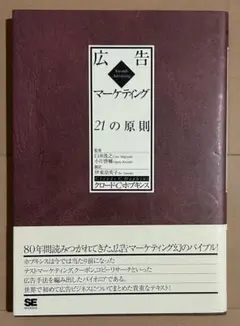 広告
マーケティング
21の原則
クロード・C・ホプキンス
80年間読みつがれてきた、広告マーケティング幻のバイブル!
ホプキンスは今では当たり前になった
テストマーケティング、クーポン、コピーリサーチといった
広告手法を編み出したパイオニアである。
世界で初めて広告ビジネスについてまとめた貴重なテキスト!
SE